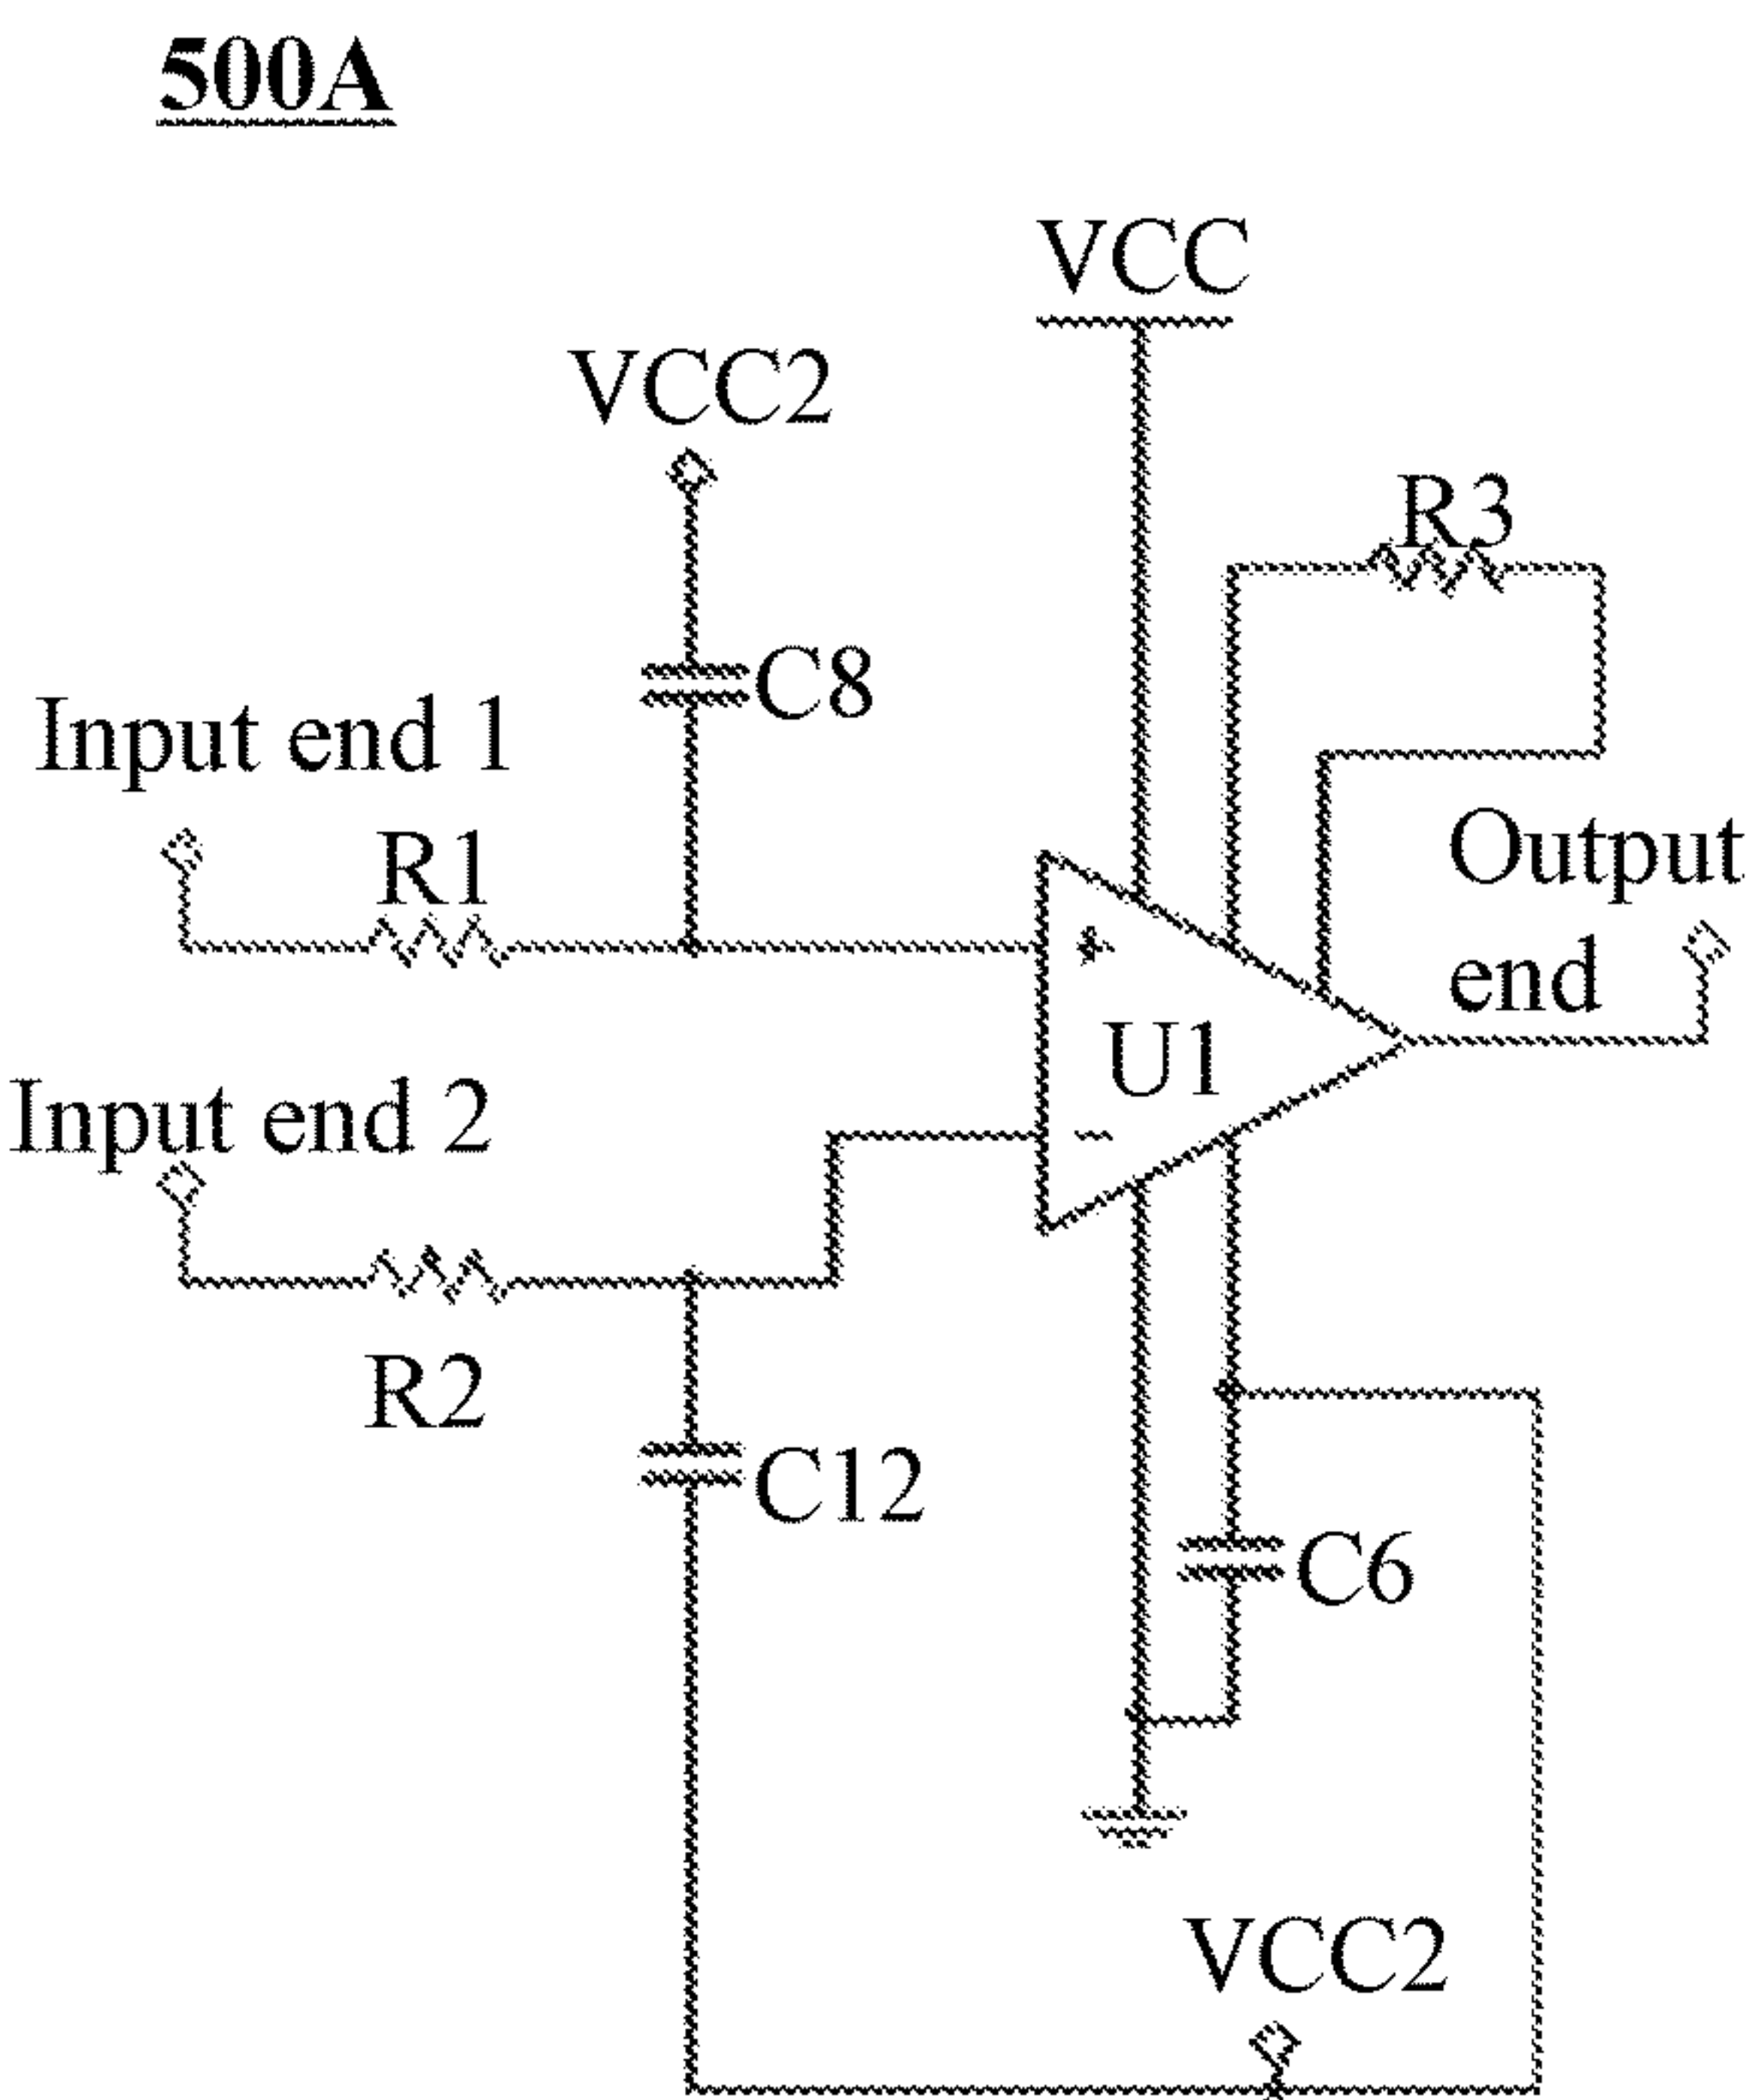 500A
VCC
VCC2
R3
C8
Input end 1
R1
Output
end
+
U1
Input end 2
-
R2
C12
C6
VCC2